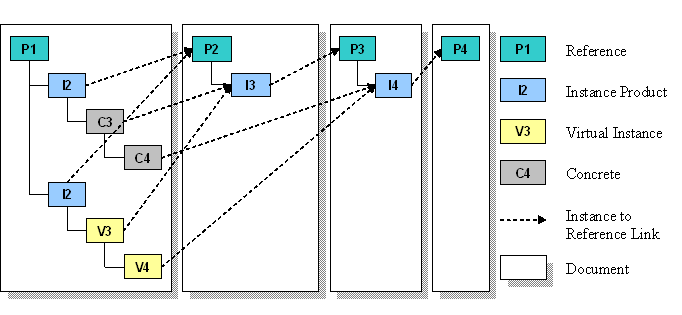 P1 P2 P3 P4 P1 Reference
I2 I3 I4 I2 Instance Product
C3 V3 Virtual Instance
C4 C4 Concrete
I2
V3 Instance to
Reference Link
V4 Document